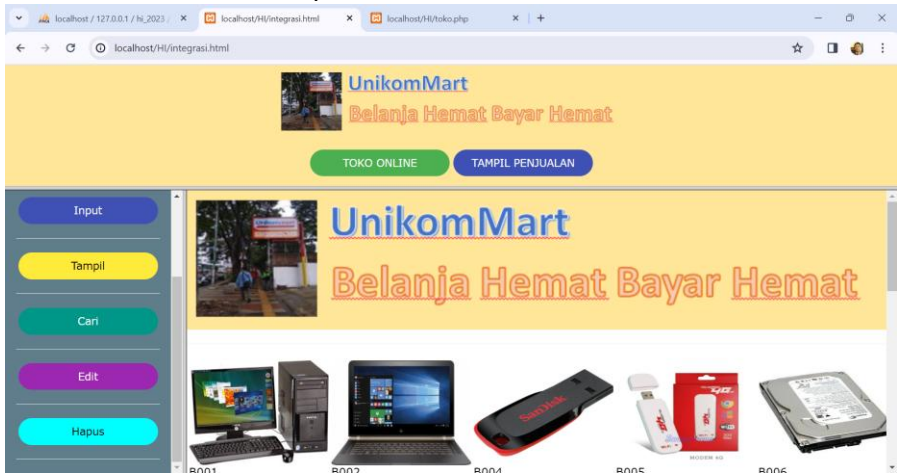 localhost / 127.0.0.1 / hi_2023 /
localhost/HI/integrasi.html
localhost/HI/toko.php
localhost/HI/integrasi.html
UnikomMart
Belanja Hemat Bayar Hemat
TOKO ONLINE
TAMPIL PENJUALAN
Input
Tampil
Cari
Edit
Hapus
UnikomMart
Belanja Hemat Bayar Hemat
SanDisk
MODEM 4G
B001
B002
B004
B005
B006